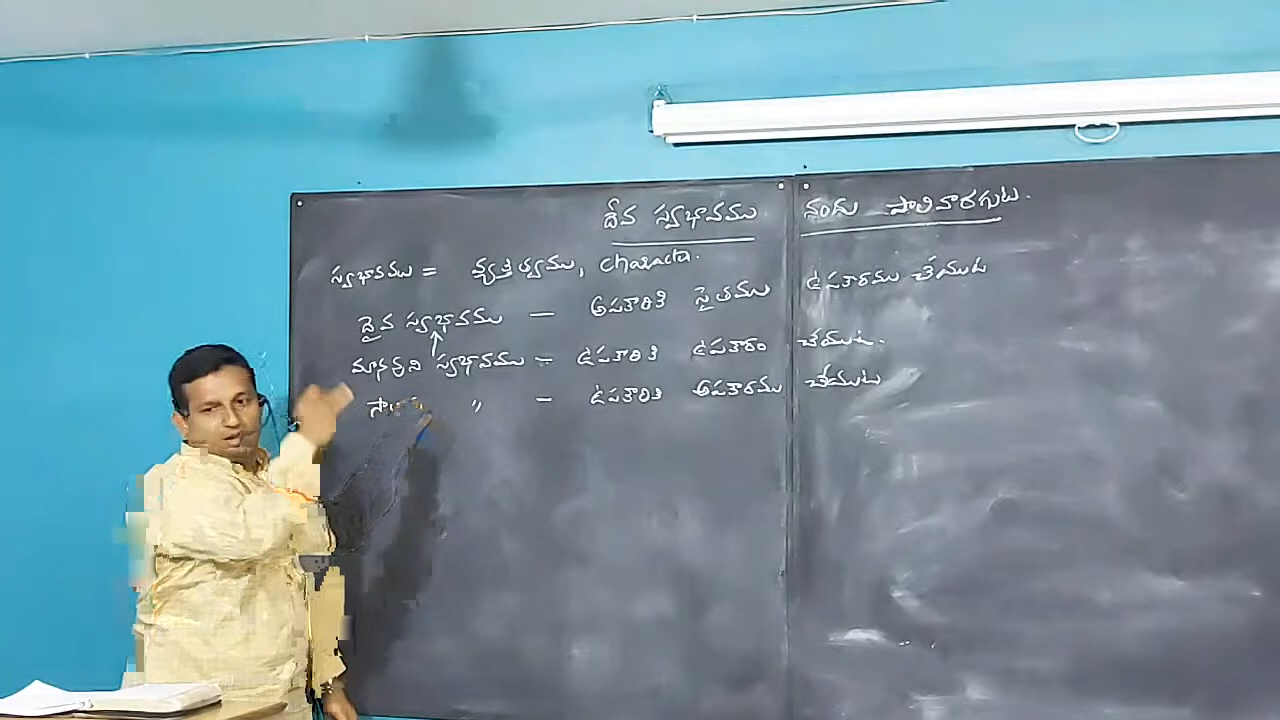 దేవ స్వభావము నందు పాలివారగుట.
స్వభావము = వ్యక్తిత్వము, character.
దైవ స్వభావము - అపకారికి సైతము ఉపకారము చేయుట
మానవుని స్వభావము - ఉపకారికి ఉపకారం చేయుట.
" - ఉపకారికి అపకారము చేయుట